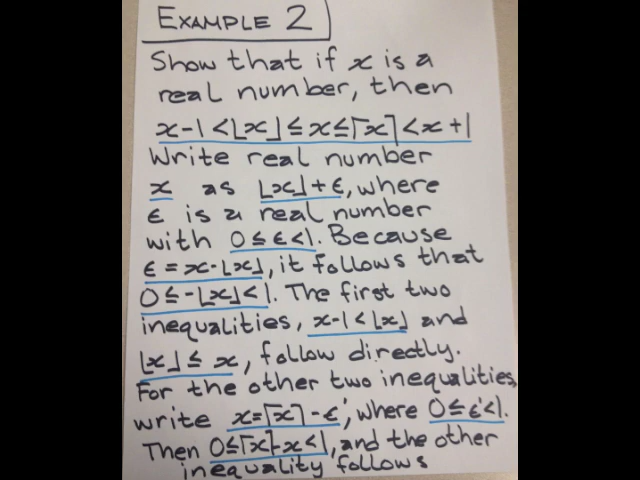 EXAMPLE 2
Show that if x is a
real number, then
x-1<⌊x⌋≤x≤⌈x⌉<x+1
Write real number
x as ⌊x⌋+ε, where
ε is a real number
with 0≤ε<1. Because
ε=x-⌊x⌋, it follows that
0≤-⌊x⌋<1. The first two
inequalities, x-1<⌊x⌋ and
⌊x⌋≤x, follow directly.
For the other two inequalities,
write x=⌈x⌉-ε', where 0≤ε'<1.
Then 0≤⌈x⌉-x<1, and the other
inequality follows